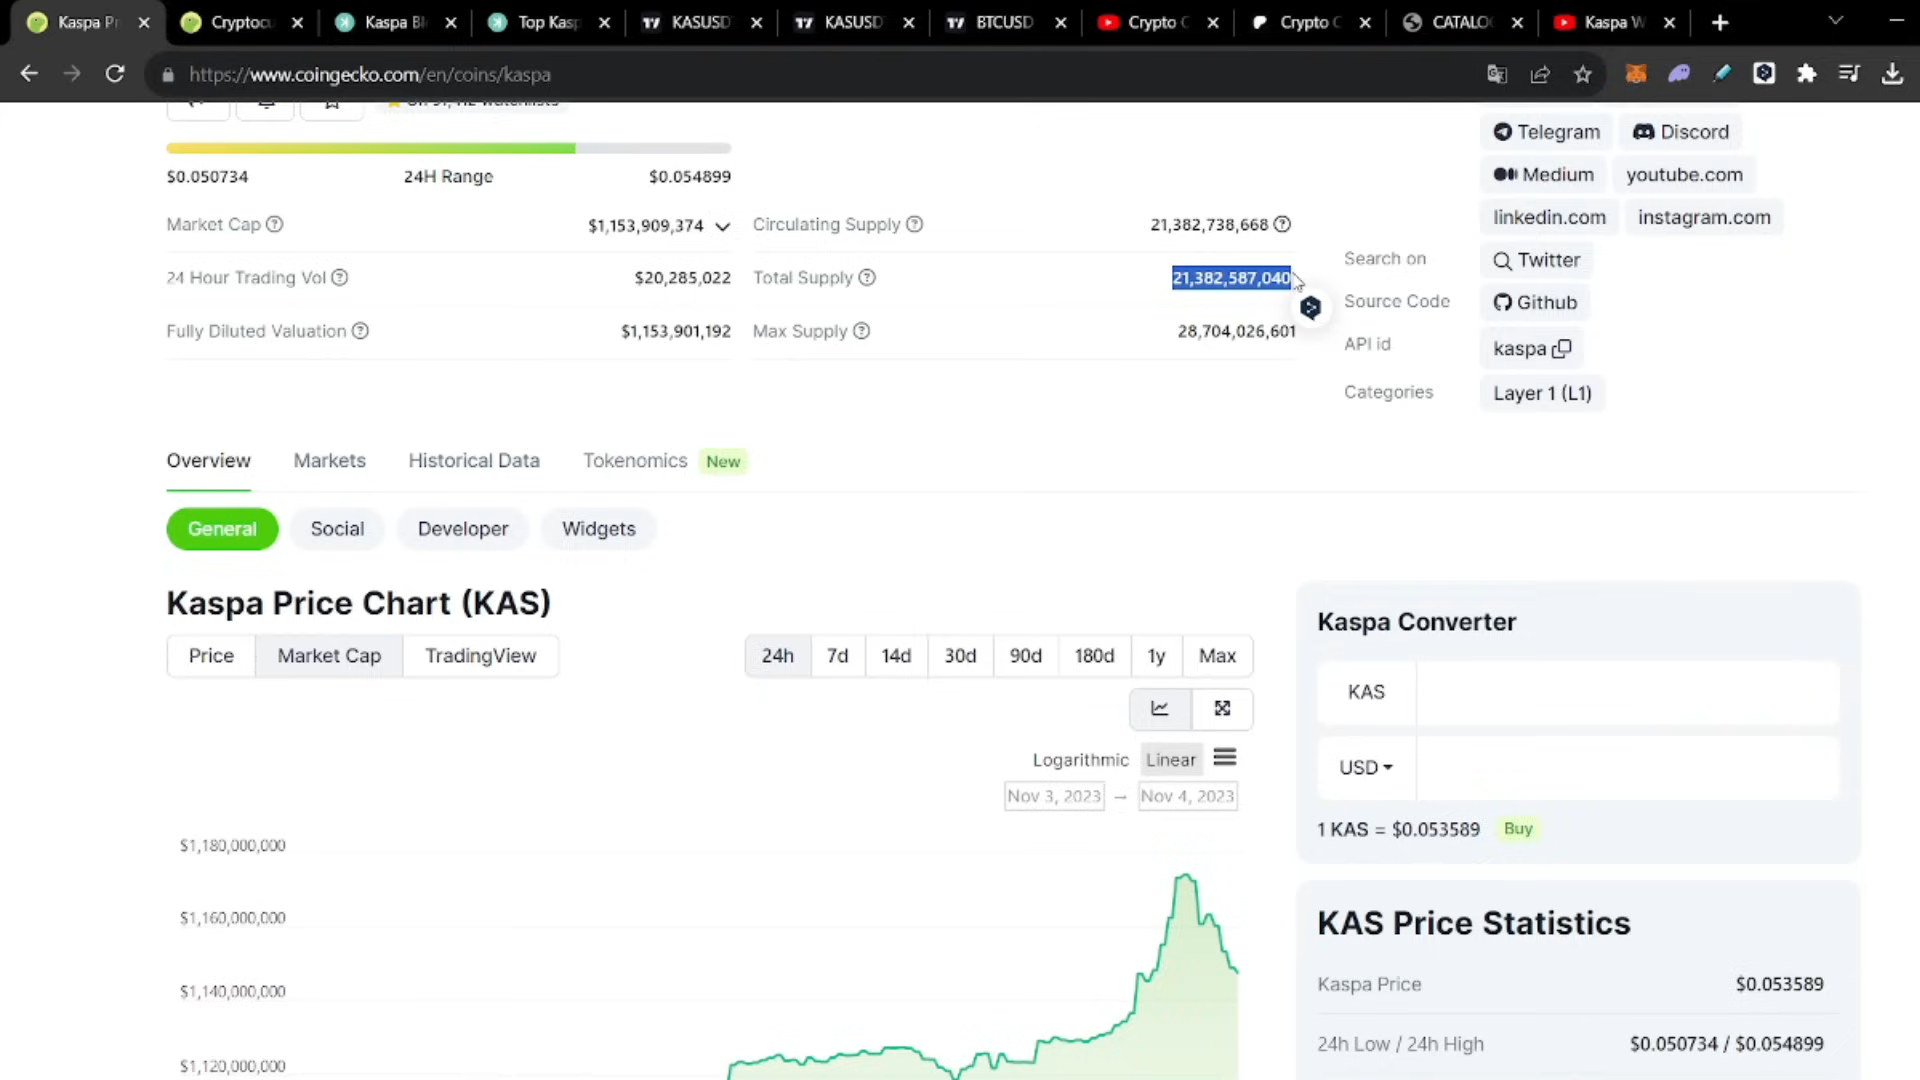 Kaspa P
Cryptocu
Kaspa Bl
Top Kasp
KASUSD
KASUSD
BTCUSD
Crypto C
Crypto C
CATALO
Kaspa W
https://www.coingecko.com/en/coins/kaspa
$0.050734 24H Range $0.054899
Market Cap $1,153,909,374
24 Hour Trading Vol $20,285,022
Fully Diluted Valuation $1,153,901,192
Circulating Supply 21,382,738,668
Total Supply 21,382,587,040
Max Supply 28,704,026,601
Telegram Discord
Medium youtube.com
linkedin.com instagram.com
Search on Twitter
Source Code Github
API id kaspa
Categories Layer 1 (L1)
Overview Markets Historical Data Tokenomics New
General Social Developer Widgets
Kaspa Price Chart (KAS)
Price Market Cap TradingView
24h 7d 14d 30d 90d 180d 1y Max
Logarithmic Linear
Nov 3, 2023 → Nov 4, 2023
$1,180,000,000
$1,160,000,000
$1,140,000,000
$1,120,000,000
Kaspa Converter
KAS
USD
1 KAS = $0.053589 Buy
KAS Price Statistics
Kaspa Price $0.053589
24h Low / 24h High $0.050734 / $0.054899